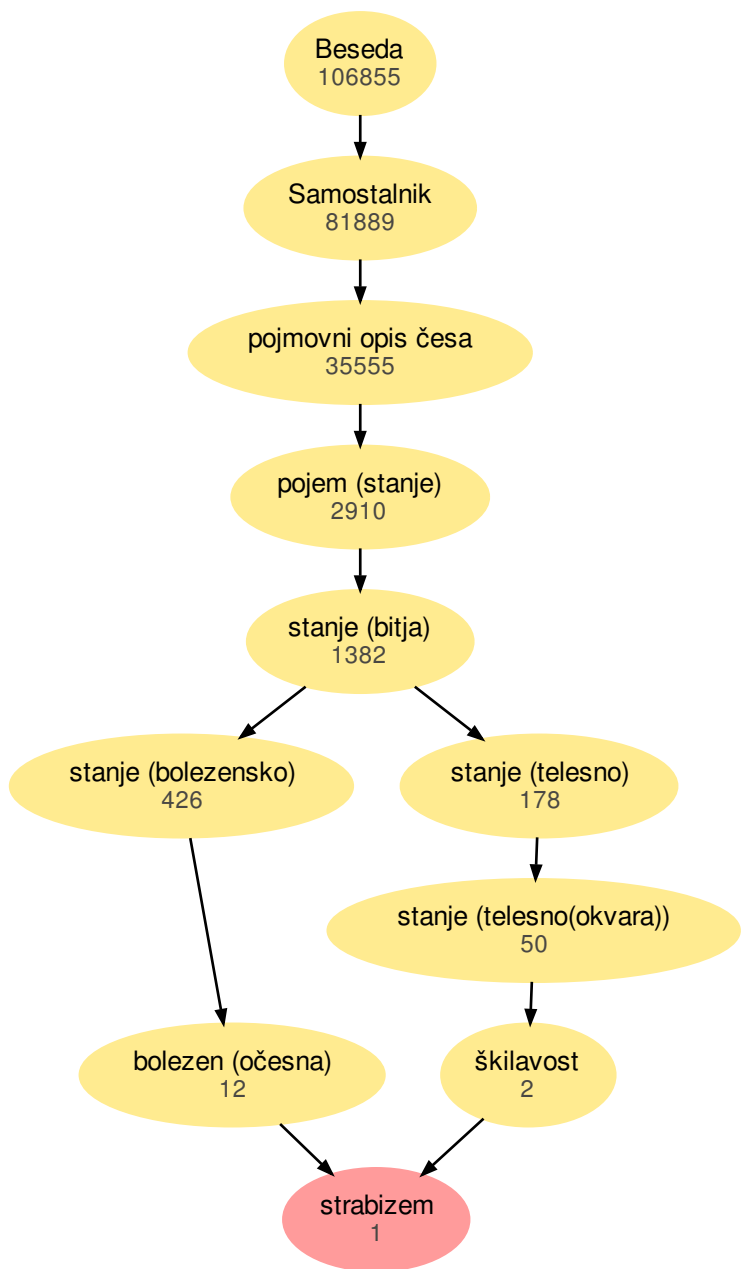 Beseda
106855
Samostalnik
81889
pojmovni opis česa
35555
pojem (stanje)
2910
stanje (bitja)
1382
stanje (bolezensko)
426
stanje (telesno)
178
stanje (telesno(okvara))
50
bolezen (očesna)
12
škilavost
2
strabizem
1